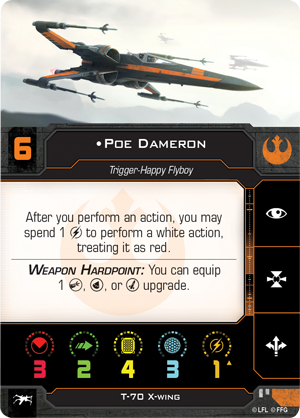 6
•Poe Dameron
Trigger-Happy Flyboy
After you perform an action, you may
spend 1 to perform a white action,
treating it as red.
Weapon Hardpoint: You can equip
1 , , or upgrade.
3 2 4 3 1
T-70 X-wing
© LFL © FFG